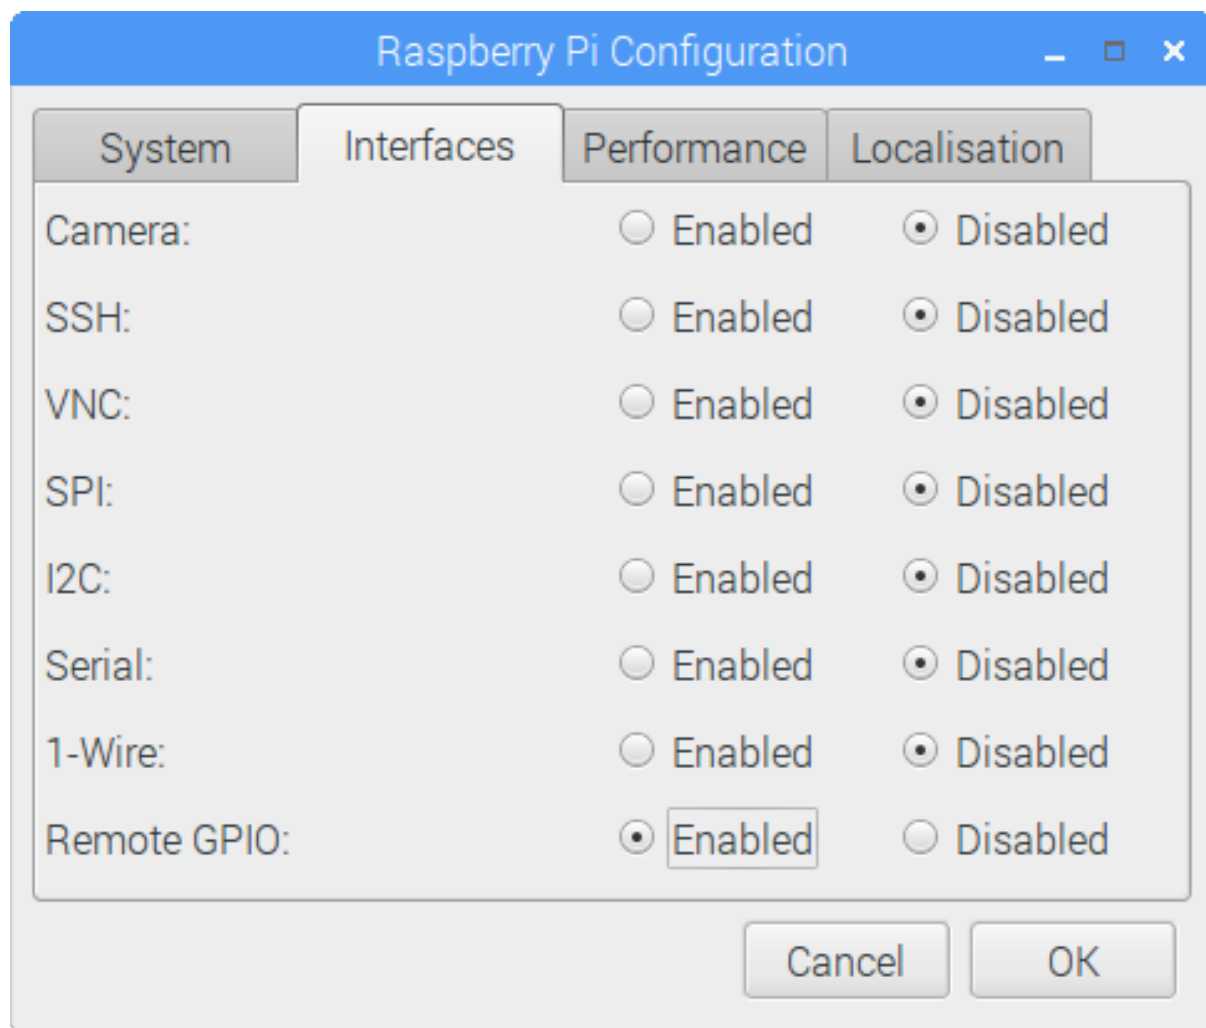 Raspberry Pi Configuration
System Interfaces Performance Localisation
Camera: Enabled Disabled
SSH: Enabled Disabled
VNC: Enabled Disabled
SPI: Enabled Disabled
I2C: Enabled Disabled
Serial: Enabled Disabled
1-Wire: Enabled Disabled
Remote GPIO: Enabled Disabled
Cancel OK